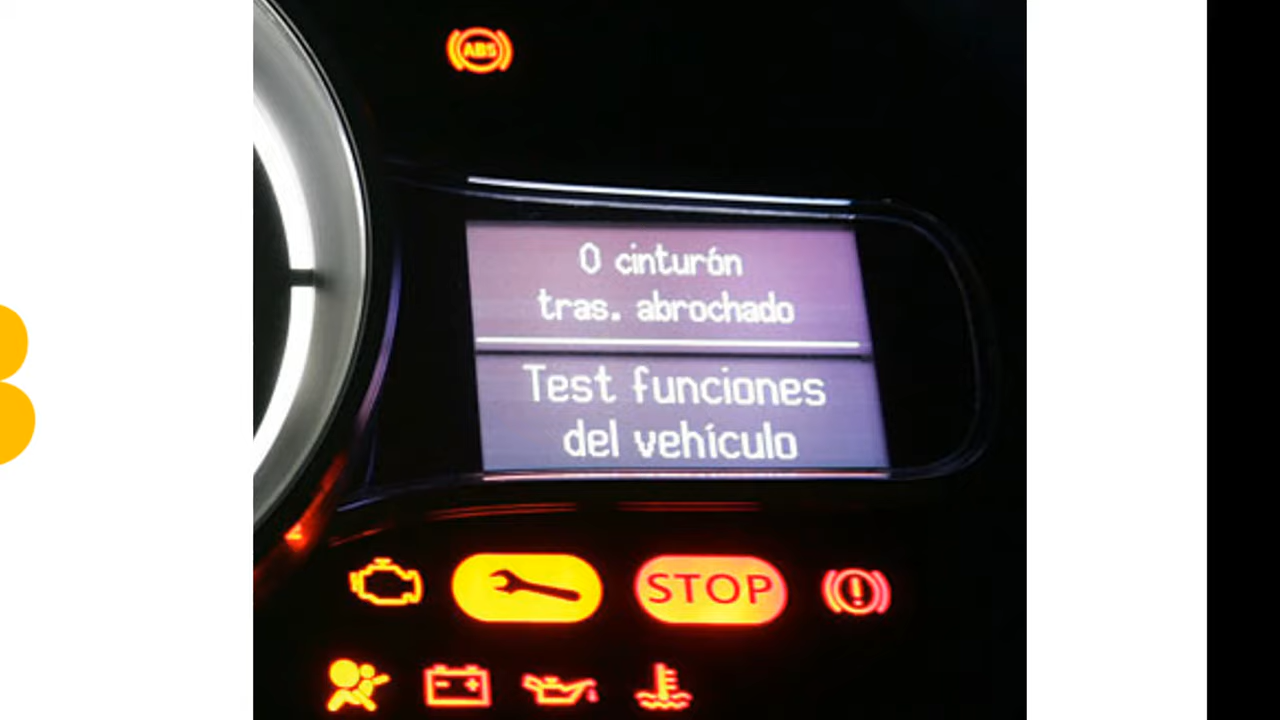 ABS
0 cinturón
tras. abrochado
Test funciones
del vehículo
STOP